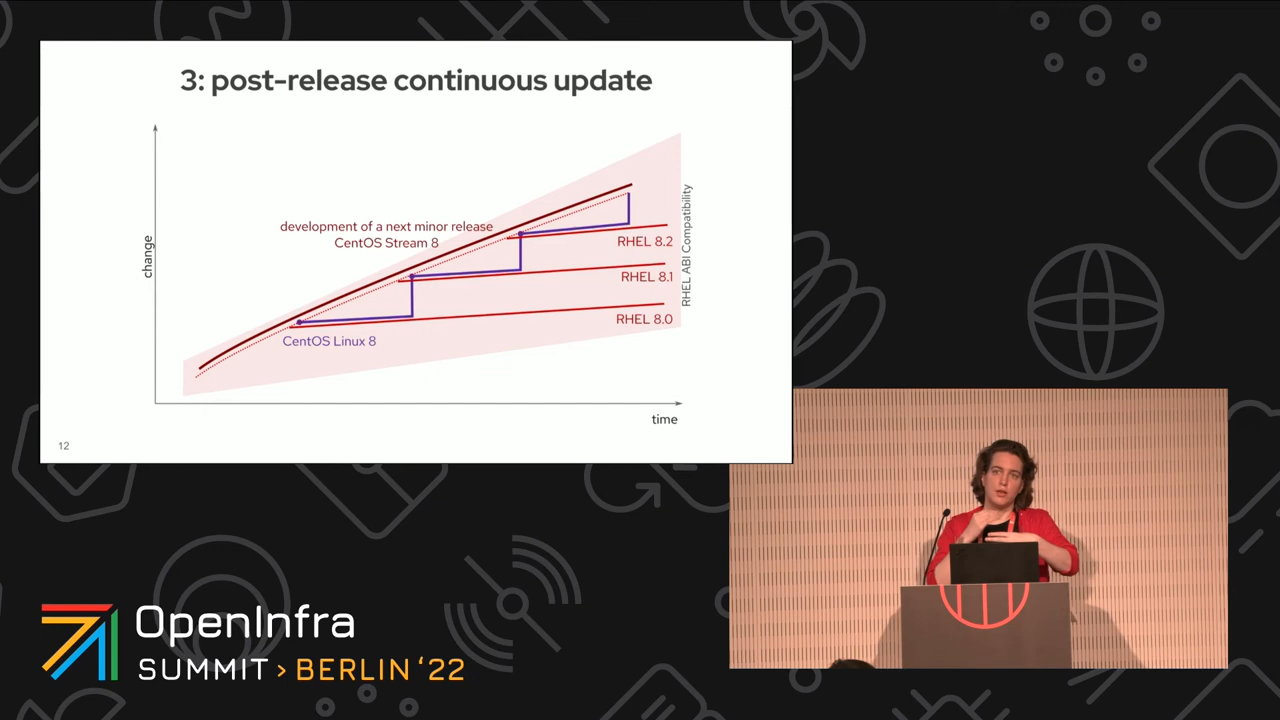 3: post-release continuous update
change
development of a next minor release
CentOS Stream 8
RHEL 8.2
RHEL 8.1
RHEL 8.0
CentOS Linux 8
RHEL ABI Compatibility
time
12
OpenInfra
SUMMIT > BERLIN ‘22